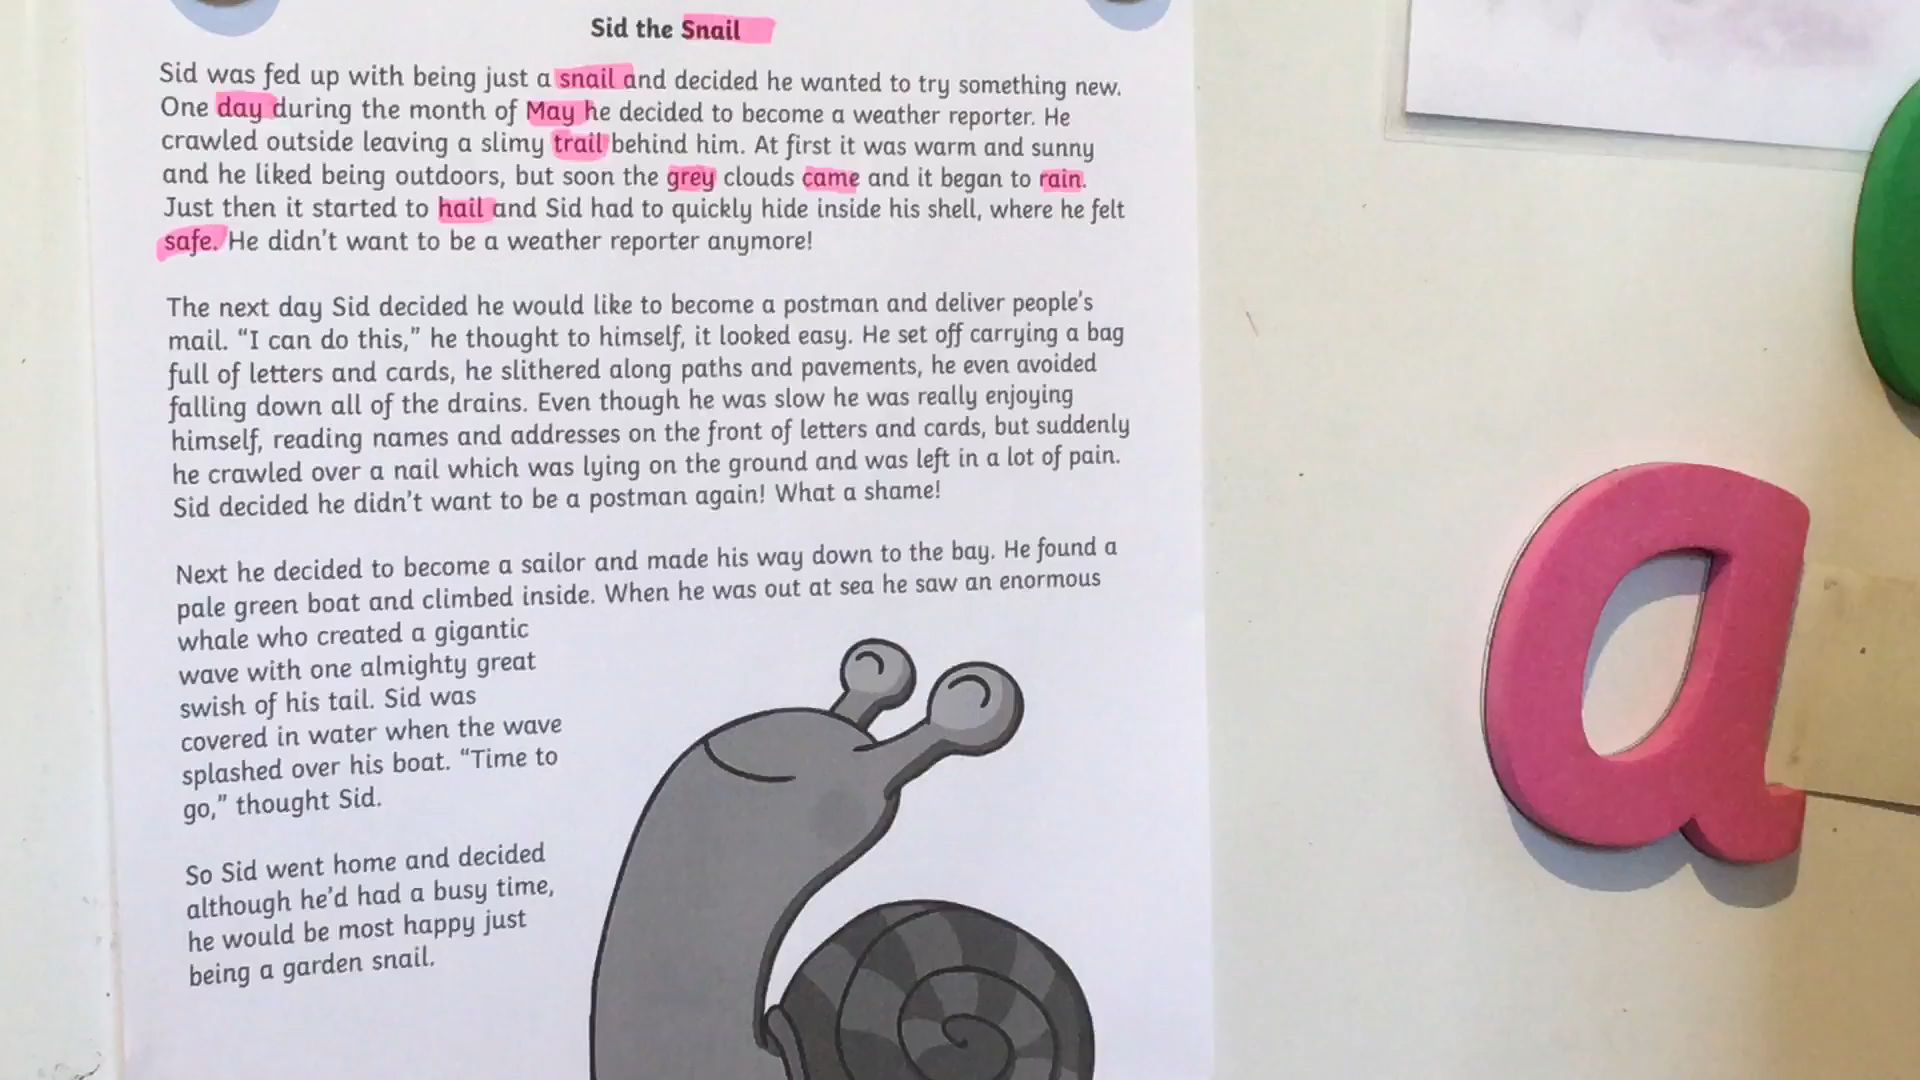 Sid the Snail
Sid was fed up with being just a snail and decided he wanted to try something new.
One day during the month of May he decided to become a weather reporter. He
crawled outside leaving a slimy trail behind him. At first it was warm and sunny
and he liked being outdoors, but soon the grey clouds came and it began to rain.
Just then it started to hail and Sid had to quickly hide inside his shell, where he felt
safe. He didn't want to be a weather reporter anymore!
The next day Sid decided he would like to become a postman and deliver people's
mail. “I can do this,” he thought to himself, it looked easy. He set off carrying a bag
full of letters and cards, he slithered along paths and pavements, he even avoided
falling down all of the drains. Even though he was slow he was really enjoying
himself, reading names and addresses on the front of letters and cards, but suddenly
he crawled over a nail which was lying on the ground and was left in a lot of pain.
Sid decided he didn't want to be a postman again! What a shame!
Next he decided to become a sailor and made his way down to the bay. He found a
pale green boat and climbed inside. When he was out at sea he saw an enormous
whale who created a gigantic
wave with one almighty great
swish of his tail. Sid was
covered in water when the wave
splashed over his boat. “Time to
go,” thought Sid.
So Sid went home and decided
although he'd had a busy time,
he would be most happy just
being a garden snail.
a